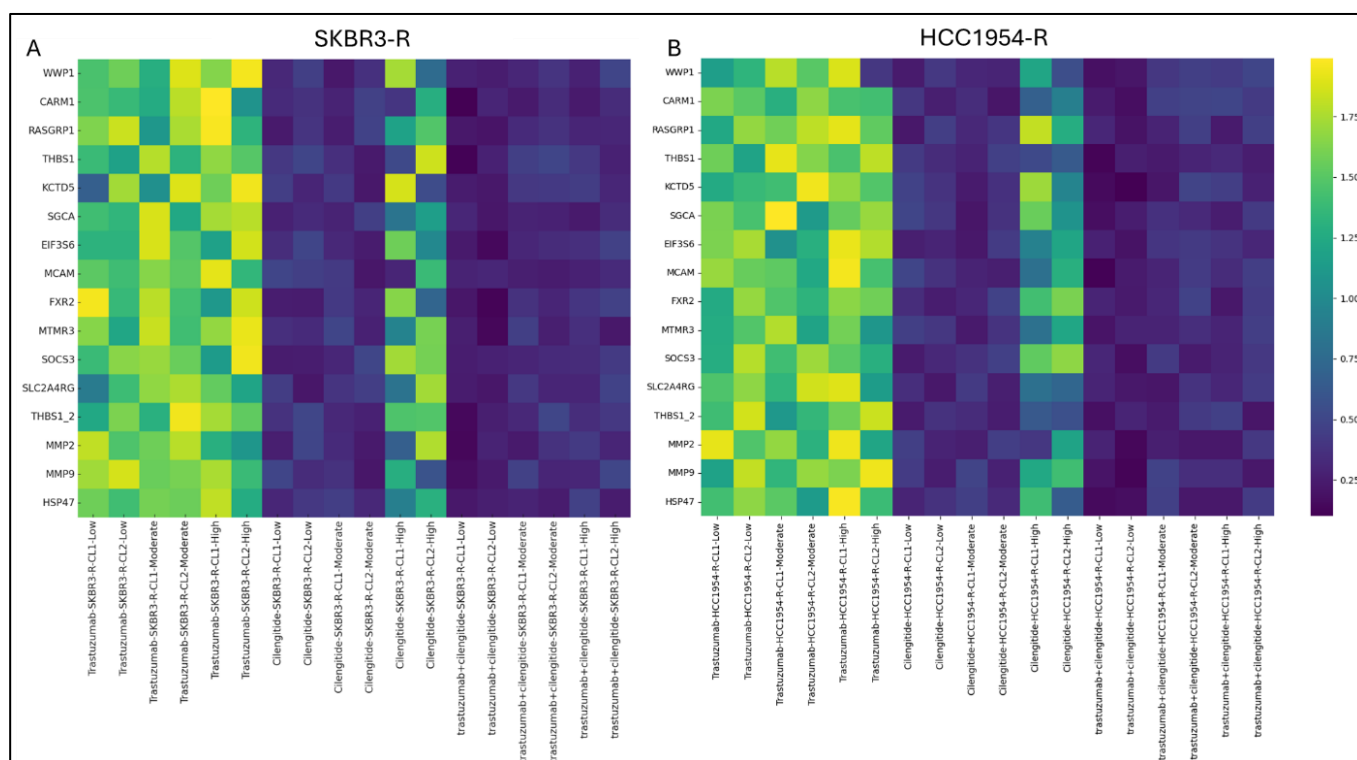 A
SKBR3-R
WWP1
CARM1
RASGRP1
THBS1
KCTD5
SGCA
EIF3S6
MCAM
FXR2
MTMR3
SOCS3
SLC2A4RG
THBS1_2
MMP2
MMP9
HSP47
Trastuzumab-SKBR3-R-CL1-Low
Trastuzumab-SKBR3-R-CL2-Low
Trastuzumab-SKBR3-R-CL1-Moderate
Trastuzumab-SKBR3-R-CL2-Moderate
Trastuzumab-SKBR3-R-CL1-High
Trastuzumab-SKBR3-R-CL2-High
Cilengitide-SKBR3-R-CL1-Low
Cilengitide-SKBR3-R-CL2-Low
Cilengitide-SKBR3-R-CL1-Moderate
Cilengitide-SKBR3-R-CL2-Moderate
Cilengitide-SKBR3-R-CL1-High
Cilengitide-SKBR3-R-CL2-High
trastuzumab+cilengitide-SKBR3-R-CL1-Low
trastuzumab+cilengitide-SKBR3-R-CL2-Low
trastuzumab+cilengitide-SKBR3-R-CL1-Moderate
trastuzumab+cilengitide-SKBR3-R-CL2-Moderate
trastuzumab+cilengitide-SKBR3-R-CL1-High
trastuzumab+cilengitide-SKBR3-R-CL2-High
B
HCC1954-R
WWP1
CARM1
RASGRP1
THBS1
KCTD5
SGCA
EIF3S6
MCAM
FXR2
MTMR3
SOCS3
SLC2A4RG
THBS1_2
MMP2
MMP9
HSP47
Trastuzumab-HCC1954-R-CL1-Low
Trastuzumab-HCC1954-R-CL2-Low
Trastuzumab-HCC1954-R-CL1-Moderate
Trastuzumab-HCC1954-R-CL2-Moderate
Trastuzumab-HCC1954-R-CL1-High
Trastuzumab-HCC1954-R-CL2-High
Cilengitide-HCC1954-R-CL1-Low
Cilengitide-HCC1954-R-CL2-Low
Cilengitide-HCC1954-R-CL1-Moderate
Cilengitide-HCC1954-R-CL2-Moderate
Cilengitide-HCC1954-R-CL1-High
Cilengitide-HCC1954-R-CL2-High
trastuzumab+cilengitide-HCC1954-R-CL1-Low
trastuzumab+cilengitide-HCC1954-R-CL2-Low
trastuzumab+cilengitide-HCC1954-R-CL1-Moderate
trastuzumab+cilengitide-HCC1954-R-CL2-Moderate
trastuzumab+cilengitide-HCC1954-R-CL1-High
trastuzumab+cilengitide-HCC1954-R-CL2-High
1.75
1.50
1.25
1.00
0.75
0.50
0.25